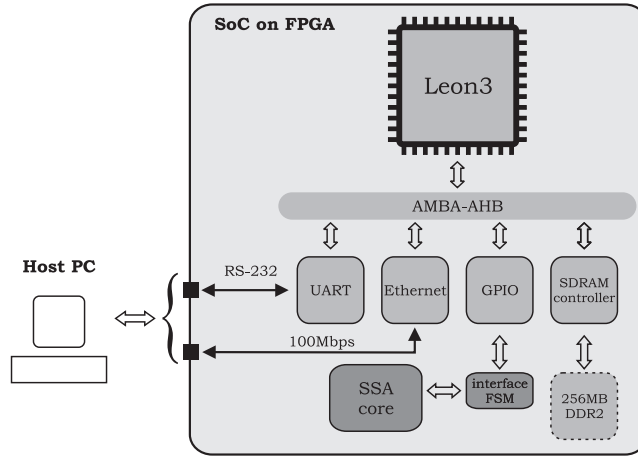 SoC on FPGA
Leon3
AMBA-AHB
Host PC
RS-232
UART
Ethernet
GPIO
SDRAM
controller
100Mbps
SSA
core
interface
FSM
256MB
DDR2